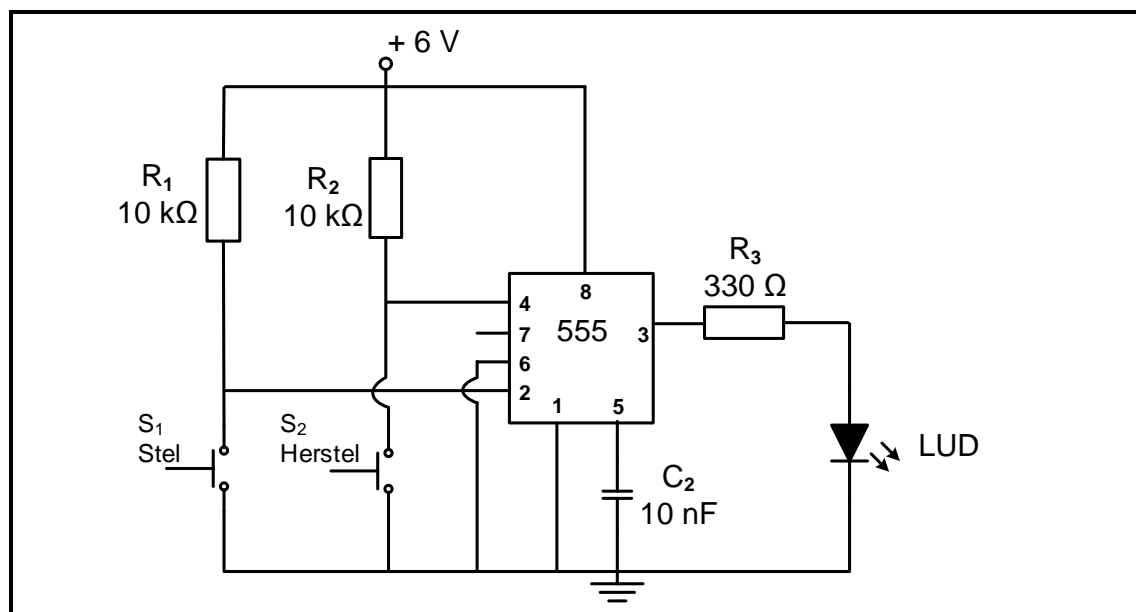 + 6 V
R1
10 kΩ
R2
10 kΩ
R3
330 Ω
4
8
7
555
3
6
2
1
5
S1
Stel
S2
Herstel
C2
10 nF
LUD